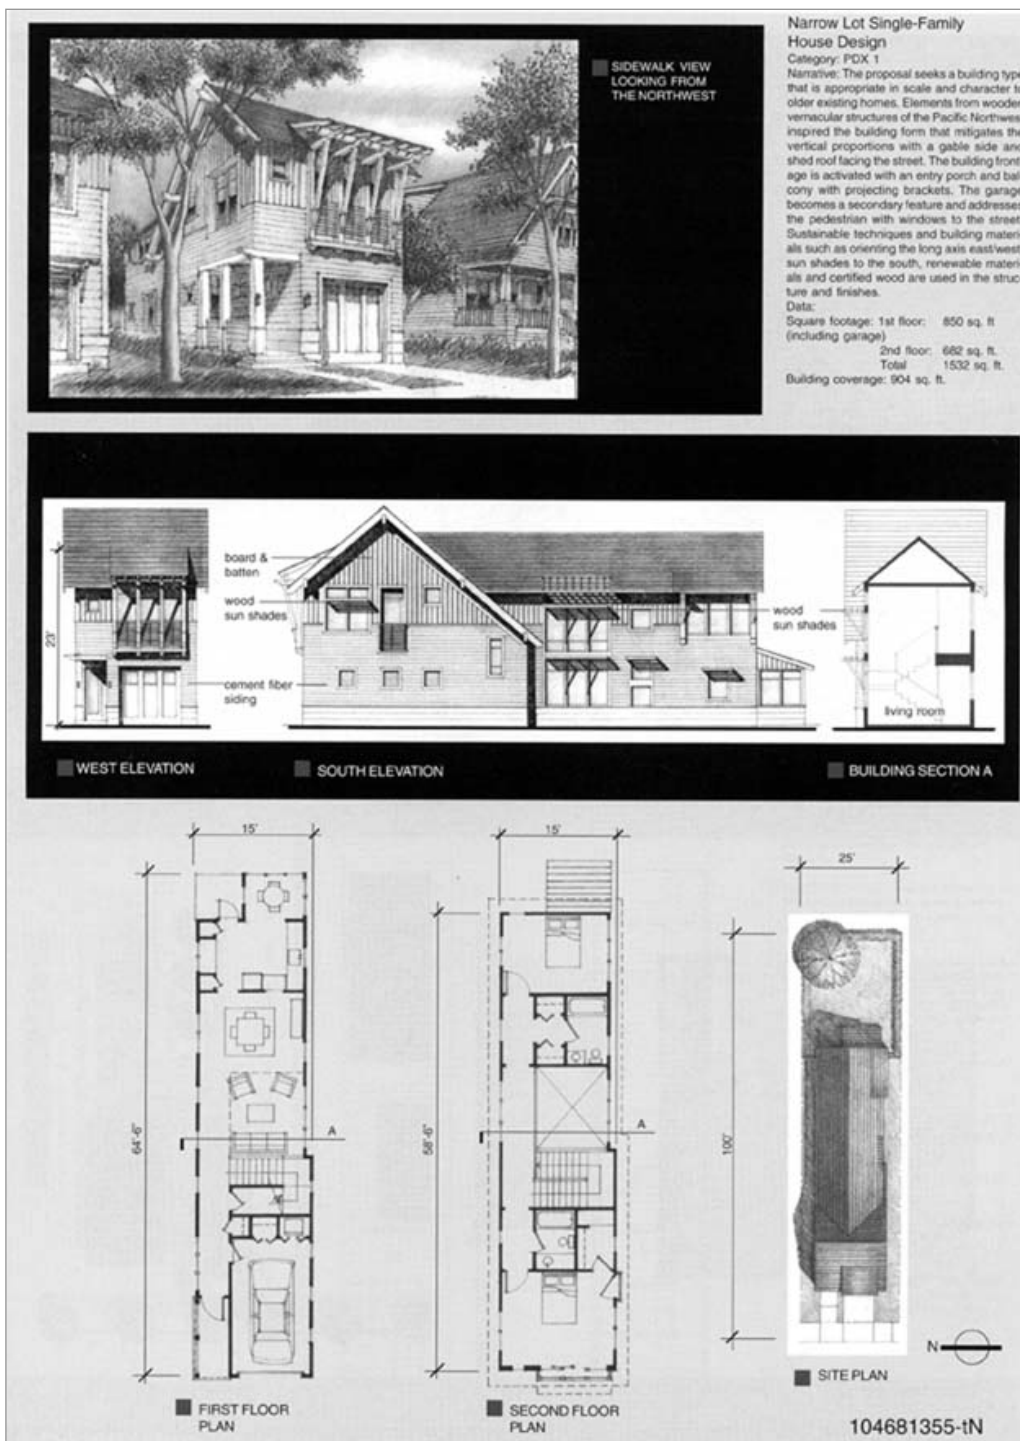 SIDEWALK VIEW
LOOKING FROM
THE NORTHWEST
Narrow Lot Single-Family
House Design
Category: PDX 1
Narrative: The proposal seeks a building type
that is appropriate in scale and character to
older existing homes. Elements from wooden
vernacular structures of the Pacific Northwest
inspired the building form that mitigates the
vertical proportions with a gable side and
shed roof facing the street. The building front-
age is activated with an entry porch and bal-
cony with projecting brackets. The garage
becomes a secondary feature and addresses
the pedestrian with windows to the street.
Sustainable techniques and building materi-
als such as orienting the long axis east/west,
sun shades to the south, renewable materi-
als and certified wood are used in the struc-
ture and finishes.
Data:
Square footage: 1st floor: 850 sq. ft
(including garage)
2nd floor: 682 sq. ft.
Total 1532 sq. ft.
Building coverage: 904 sq. ft.
23'
board &
batten
wood
sun shades
cement fiber
siding
wood
sun shades
living room
WEST ELEVATION
SOUTH ELEVATION
BUILDING SECTION A
15'
64'-6"
A
FIRST FLOOR
PLAN
15'
58'-6"
A
SECOND FLOOR
PLAN
25'
100'
N
SITE PLAN
104681355-tN